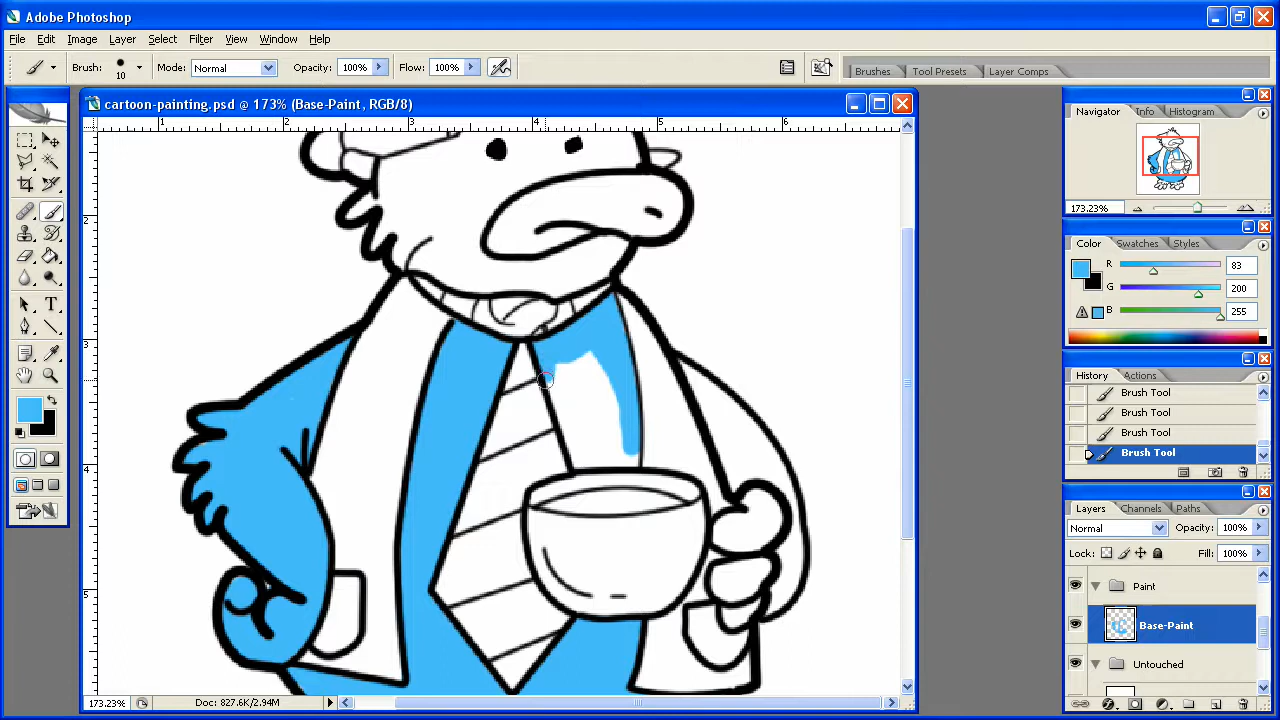 Adobe Photoshop
File Edit Image Layer Select Filter View Window Help
Brush: 10 Mode: Normal Opacity: 100% Flow: 100% Brushes Tool Presets Layer Comps
cartoon-painting.psd @ 173% (Base-Paint, RGB/8)
1 2 3 4 5 6
2
3
4
5
173.23% Doc: 827.6K/2.94M
Navigator Info Histogram
173.23%
Color Swatches Styles
R 83
G 200
B 255
History Actions
Brush Tool
Brush Tool
Brush Tool
Brush Tool
Layers Channels Paths
Normal Opacity: 100%
Lock: Fill: 100%
Paint
Base-Paint
Untouched